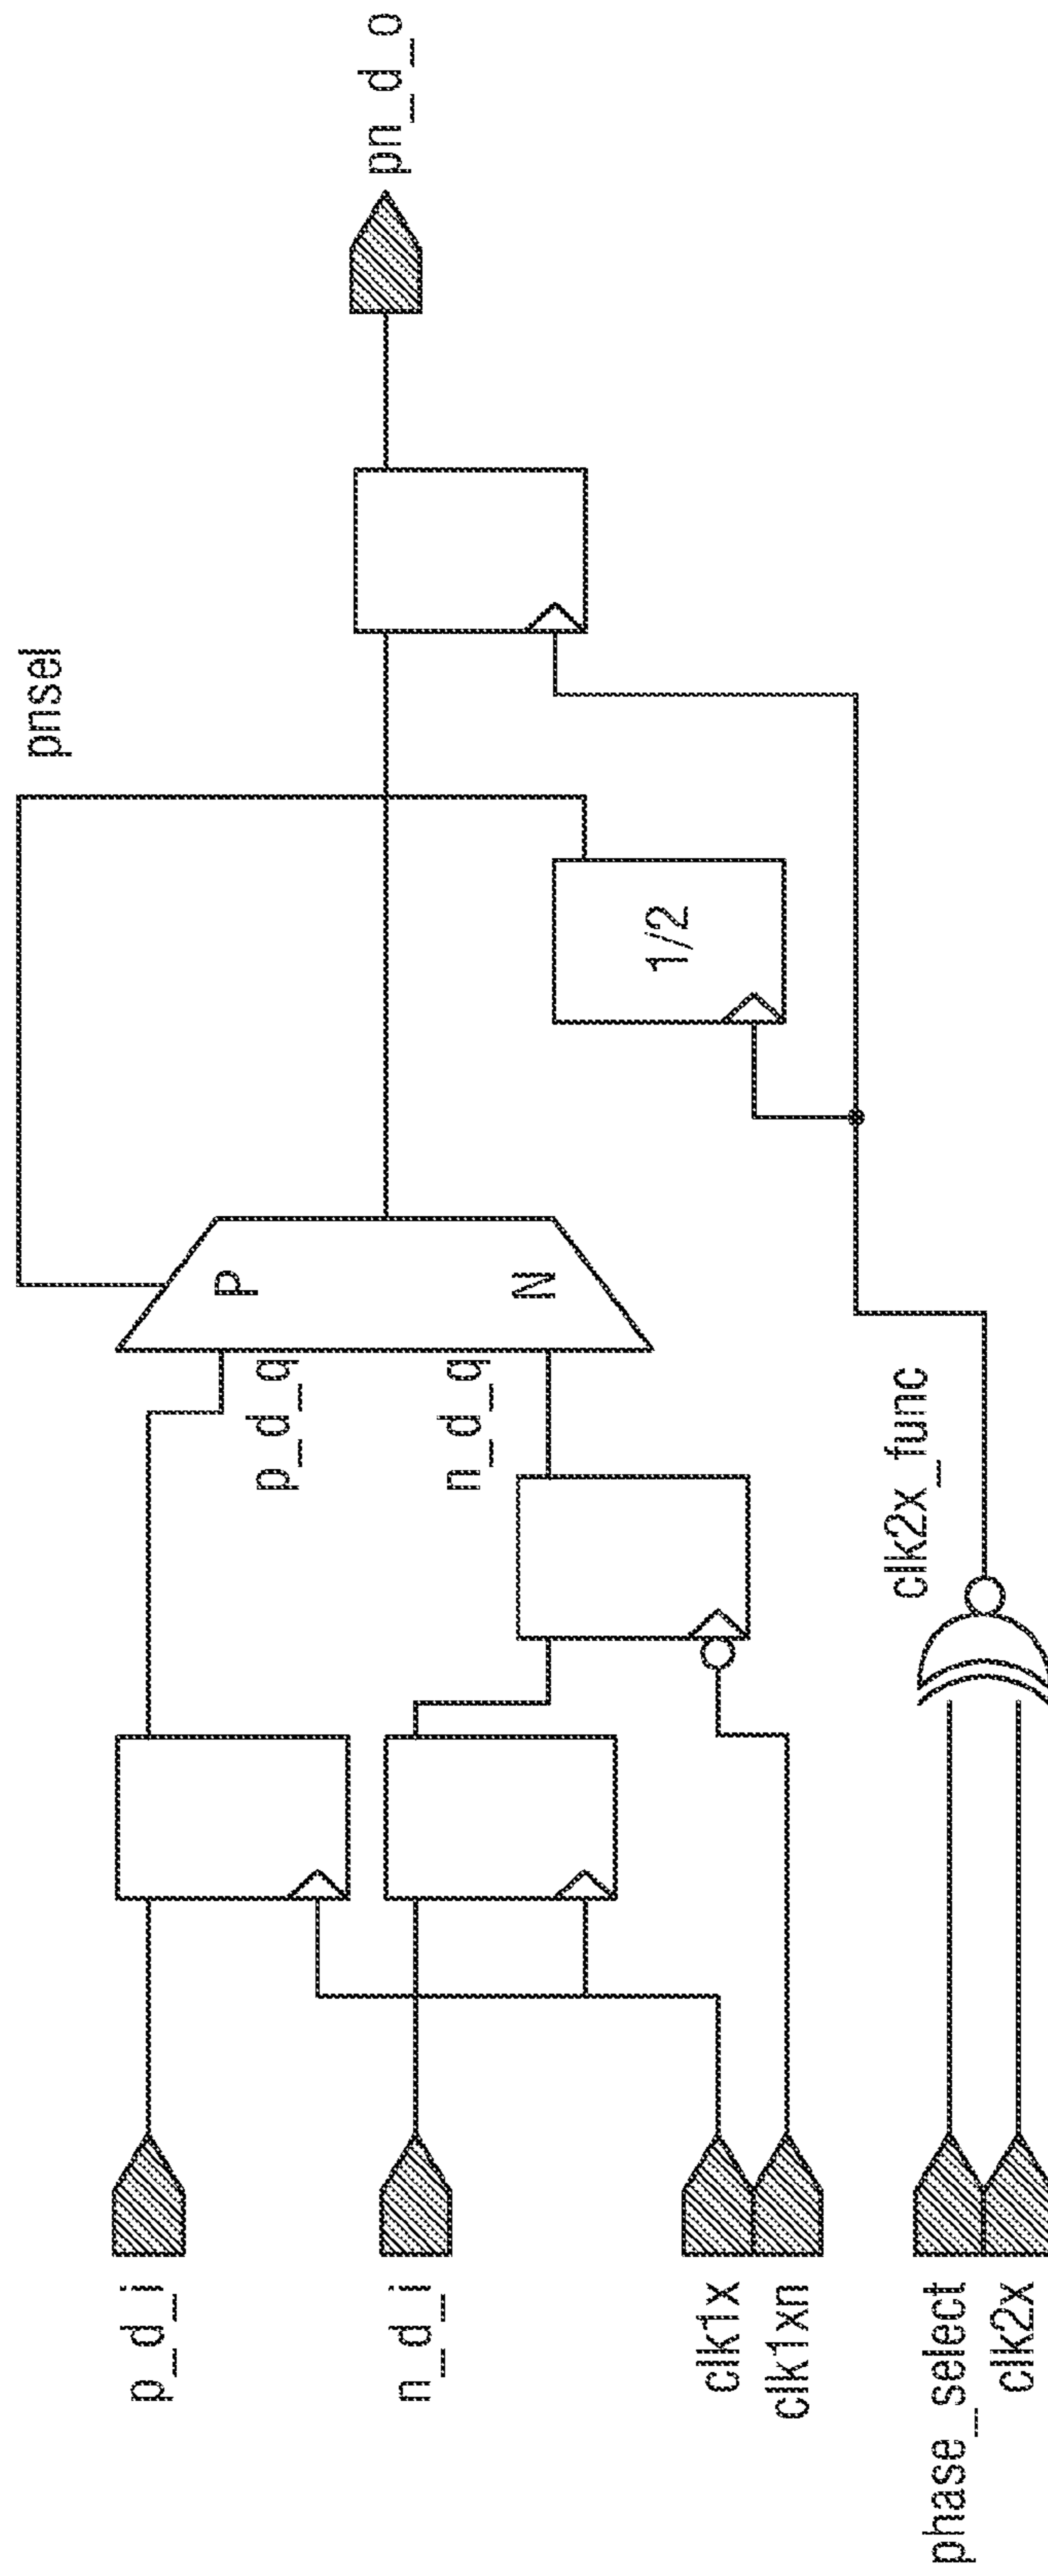 p_d_i
n_d_i
clk1x
clk1xn
phase_select
clk2x
p_d_q
n_d_q
P
N
clk2x_func
1/2
pnsel
pn_d_o